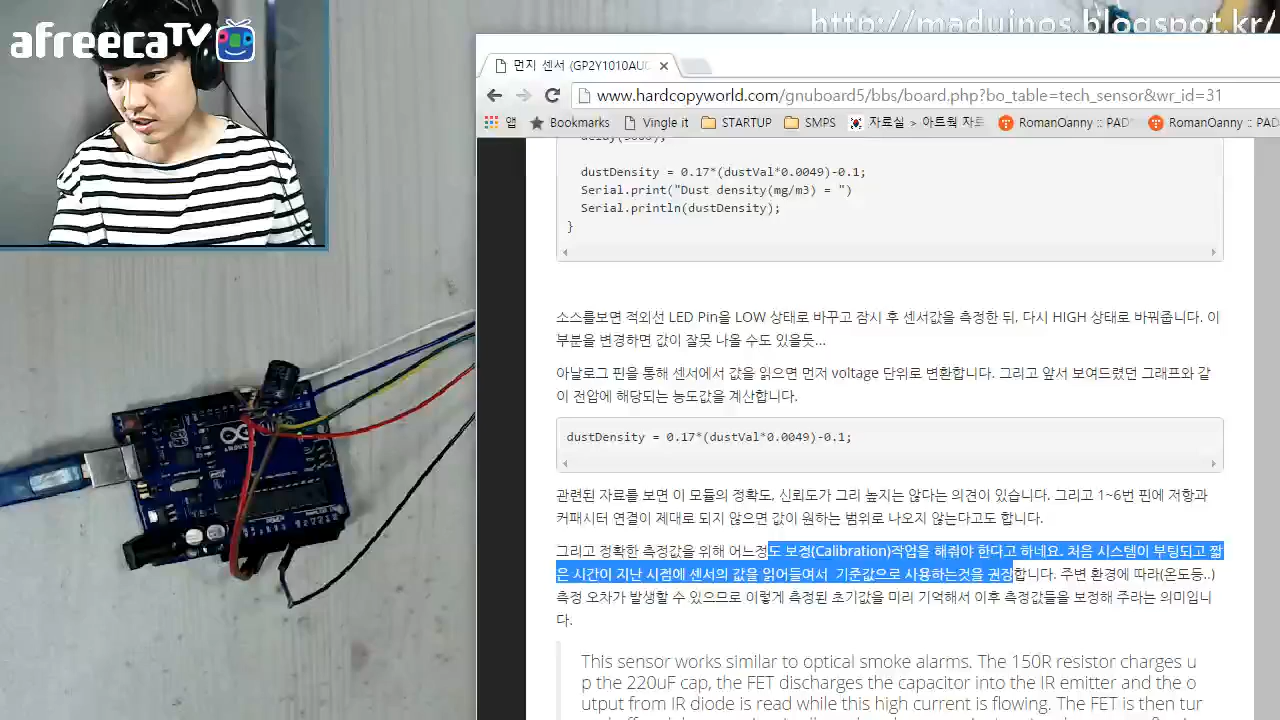 afreecaTV
http://maduinos.blogspot.kr/
먼지 센서 (GP2Y1010AU
www.hardcopyworld.com/gnuboard5/bbs/board.php?bo_table=tech_sensor&wr_id=31
앱 Bookmarks Vingle it STARTUP SMPS 자료실 > 아트웍 자료 RomanOanny :: PAD RomanOanny :: PAD
dustDensity = 0.17*(dustVal*0.0049)-0.1;
Serial.print("Dust density(mg/m3) = ")
Serial.println(dustDensity);
}
소스를보면 적외선 LED Pin을 LOW 상태로 바꾸고 잠시 후 센서값을 측정한 뒤, 다시 HIGH 상태로 바꿔줍니다. 이
부분을 변경하면 값이 잘못 나올 수도 있을듯...
아날로그 핀을 통해 센서에서 값을 읽으면 먼저 voltage 단위로 변환합니다. 그리고 앞서 보여드렸던 그래프와 같
이 전압에 해당되는 농도값을 계산합니다.
dustDensity = 0.17*(dustVal*0.0049)-0.1;
관련된 자료를 보면 이 모듈의 정확도, 신뢰도가 그리 높지는 않다는 의견이 있습니다. 그리고 1~6번 핀에 저항과
커패시터 연결이 제대로 되지 않으면 값이 원하는 범위로 나오지 않는다고도 합니다.
그리고 정확한 측정값을 위해 어느정도 보정(Calibration)작업을 해줘야 한다고 하네요. 처음 시스템이 부팅되고 짧
은 시간이 지난 시점에 센서의 값을 읽어들여서 기준값으로 사용하는것을 권장합니다. 주변 환경에 따라(온도등..)
측정 오차가 발생할 수 있으므로 이렇게 측정된 초기값을 미리 기억해서 이후 측정값들을 보정해 주라는 의미입니
다.
This sensor works similar to optical smoke alarms. The 150R resistor charges u
p the 220uF cap, the FET discharges the capacitor into the IR emitter and the o
utput from IR diode is read while this high current is flowing. The FET is then tur